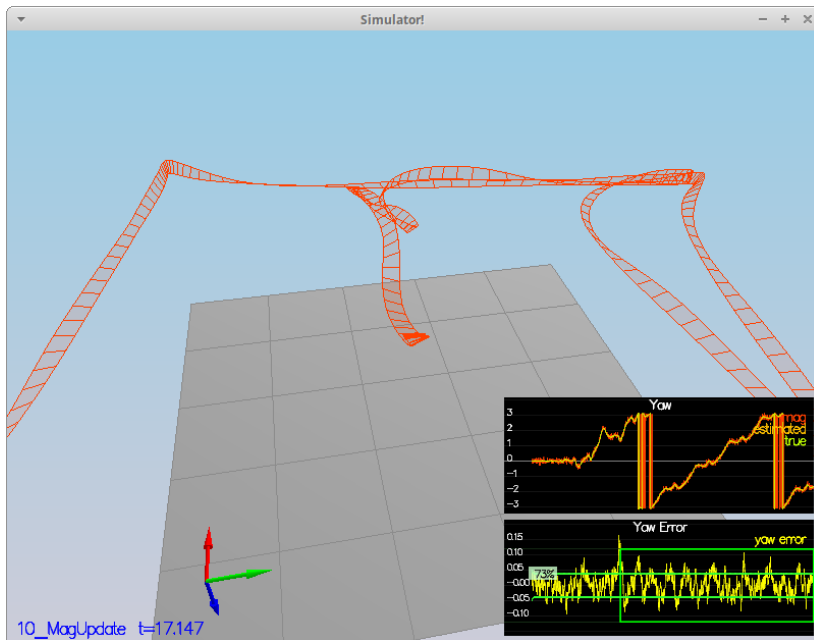 Simulator!
Yaw
3
2
1
0
-1
-2
-3
mag
estimated
true
Yaw Error
yaw error
0.15
0.10
0.05
-0.00
-0.05
-0.10
73%
10_MagUpdate t=17.147